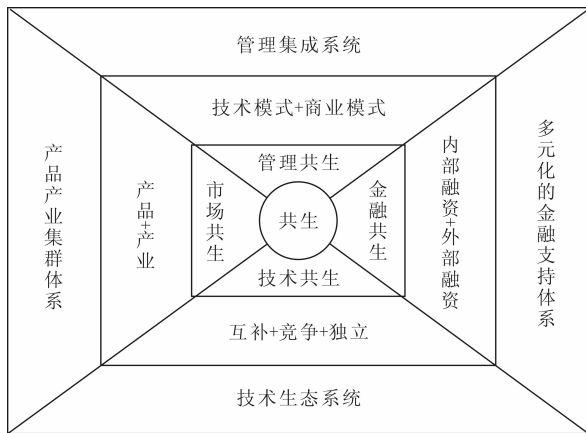 管理集成系统
技术模式+商业模式
管理共生
产品产业集群体系
产品+产业
市场共生
共生
金融共生
内部融资+外部融资
多元化的金融支持体系
技术共生
互补+竞争+独立
技术生态系统